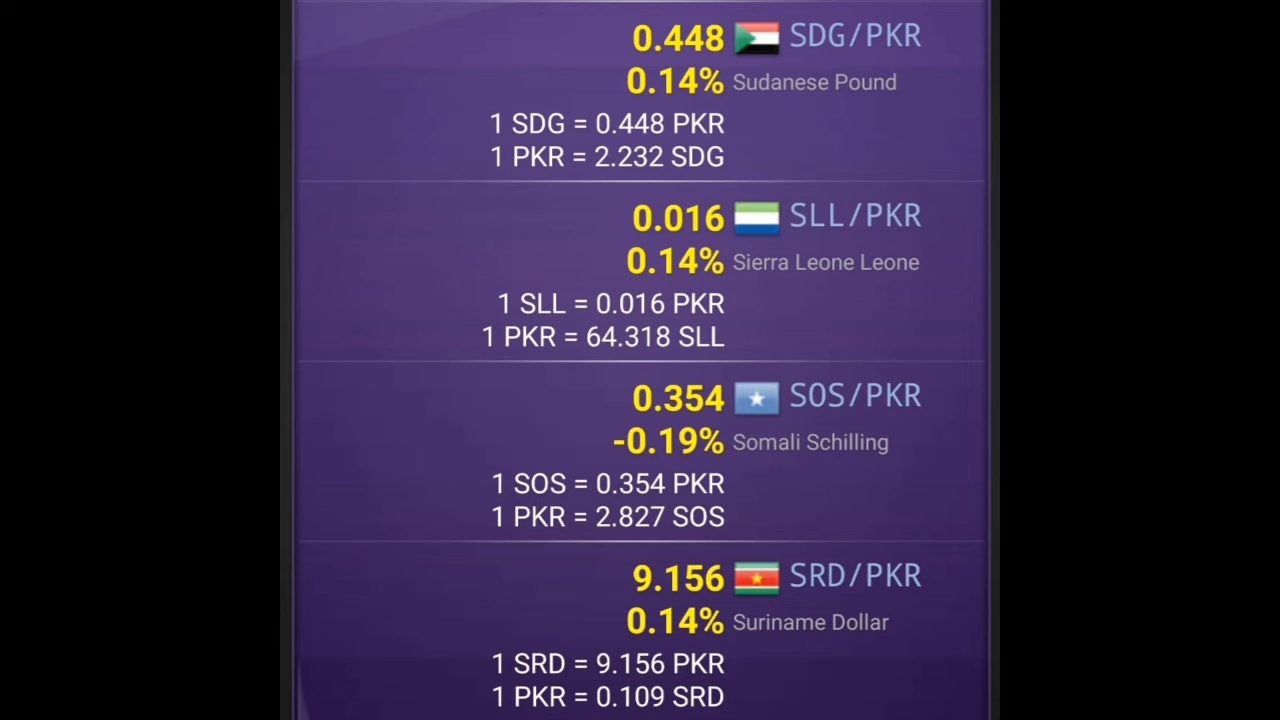 0.448 SDG/PKR
0.14% Sudanese Pound
1 SDG = 0.448 PKR
1 PKR = 2.232 SDG
0.016 SLL/PKR
0.14% Sierra Leone Leone
1 SLL = 0.016 PKR
1 PKR = 64.318 SLL
0.354 SOS/PKR
-0.19% Somali Schilling
1 SOS = 0.354 PKR
1 PKR = 2.827 SOS
9.156 SRD/PKR
0.14% Suriname Dollar
1 SRD = 9.156 PKR
1 PKR = 0.109 SRD